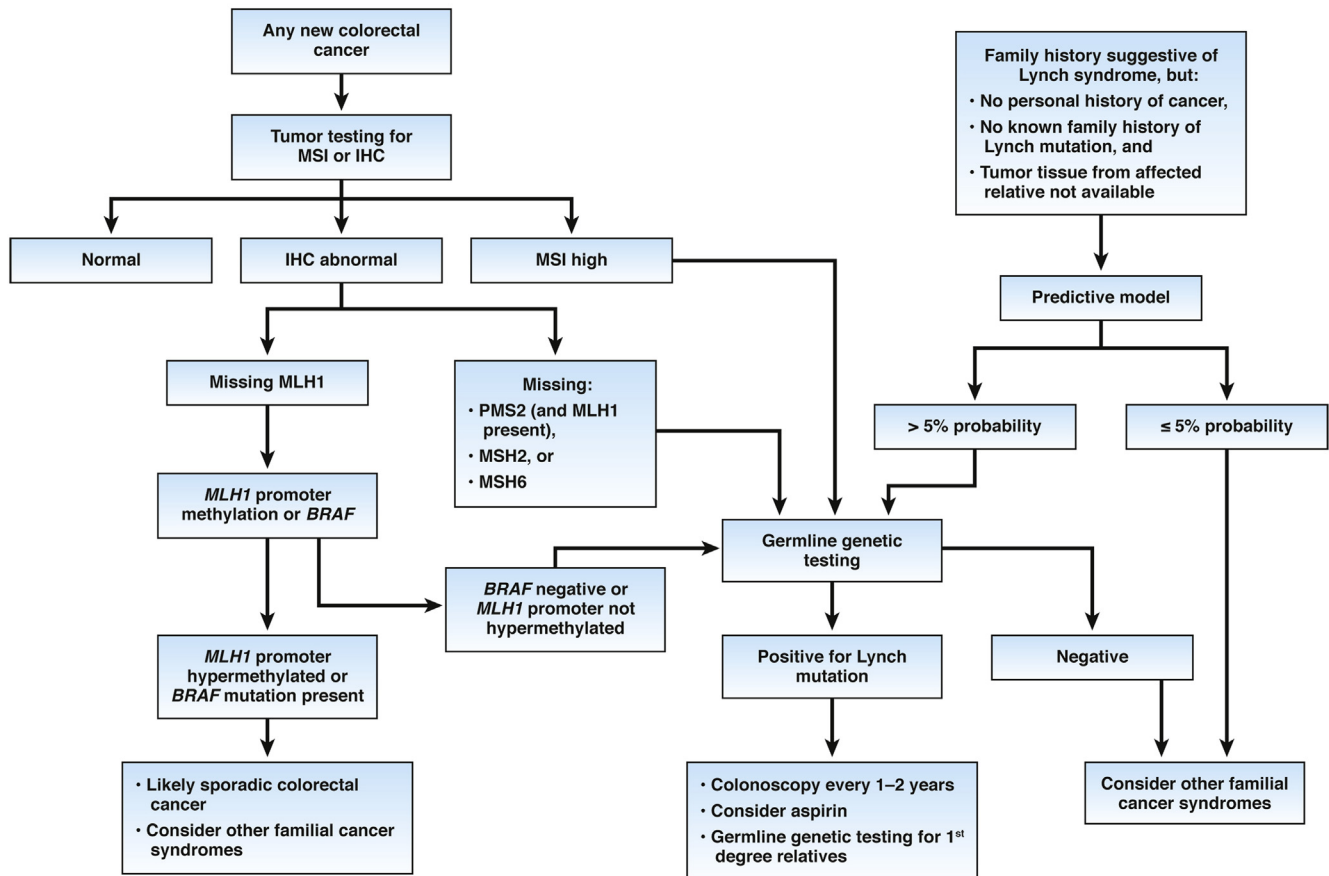 Any new colorectal
cancer
Family history suggestive of
Lynch syndrome, but:
• No personal history of cancer,
• No known family history of
Lynch mutation, and
• Tumor tissue from affected
relative not available
Tumor testing for
MSI or IHC
Normal
IHC abnormal
MSI high
Predictive model
Missing MLH1
Missing:
• PMS2 (and MLH1
present),
• MSH2, or
• MSH6
> 5% probability
≤ 5% probability
MLH1 promoter
methylation or BRAF
Germline genetic
testing
BRAF negative or
MLH1 promoter not
hypermethylated
MLH1 promoter
hypermethylated or
BRAF mutation present
Positive for Lynch
mutation
Negative
• Likely sporadic colorectal
cancer
• Consider other familial cancer
syndromes
• Colonoscopy every 1–2 years
• Consider aspirin
• Germline genetic testing for 1st
degree relatives
Consider other familial
cancer syndromes